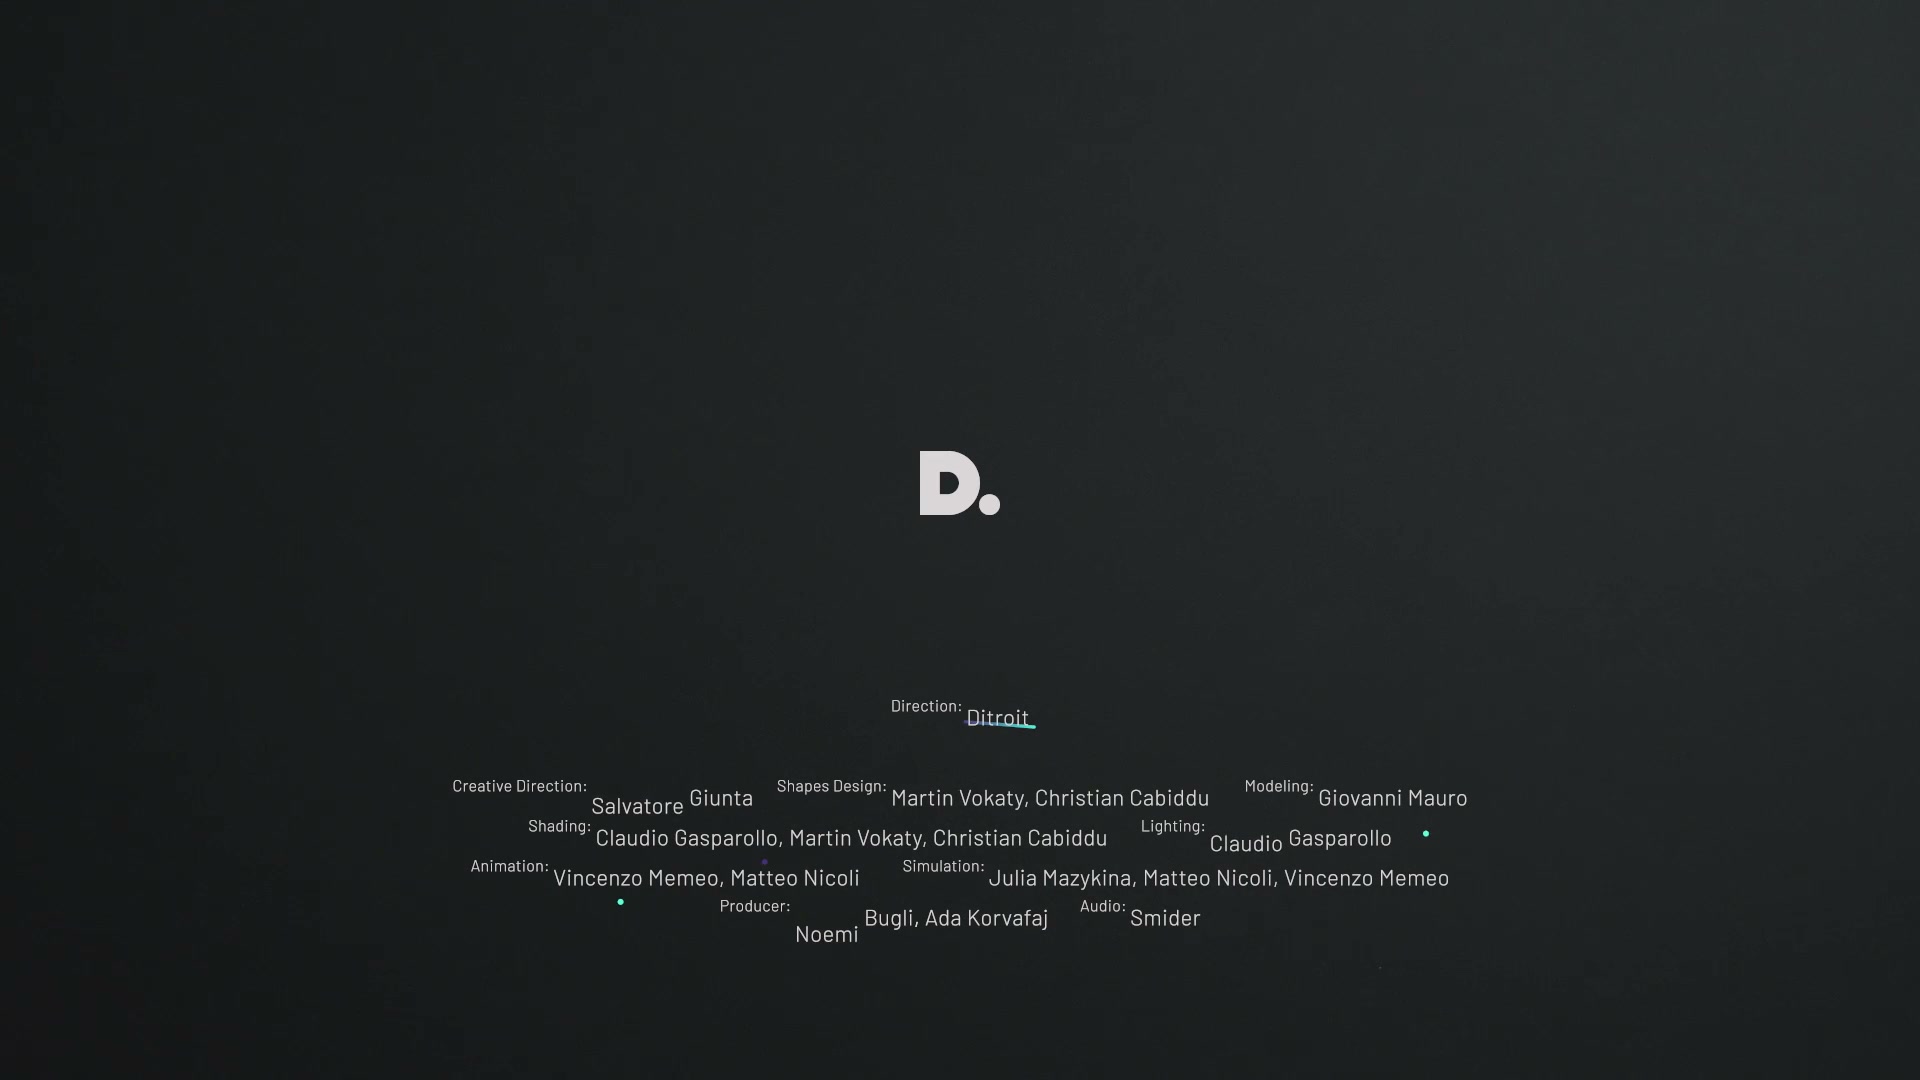 D.
Direction: Ditroit
Creative Direction: Salvatore Giunta Shapes Design: Martin Vokaty, Christian Cabiddu Modeling: Giovanni Mauro
Shading: Claudio Gasparollo, Martin Vokaty, Christian Cabiddu Lighting: Claudio Gasparollo
Animation: Vincenzo Memeo, Matteo Nicoli Simulation: Julia Mazykina, Matteo Nicoli, Vincenzo Memeo
Producer: Noemi Bugli, Ada Korvafaj Audio: Smider